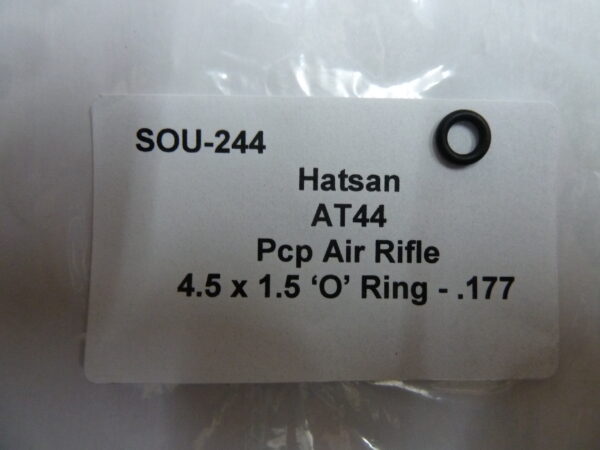 SOU-244
Hatsan
AT44
Pcp Air Rifle
4.5 x 1.5 ‘O’ Ring - .177